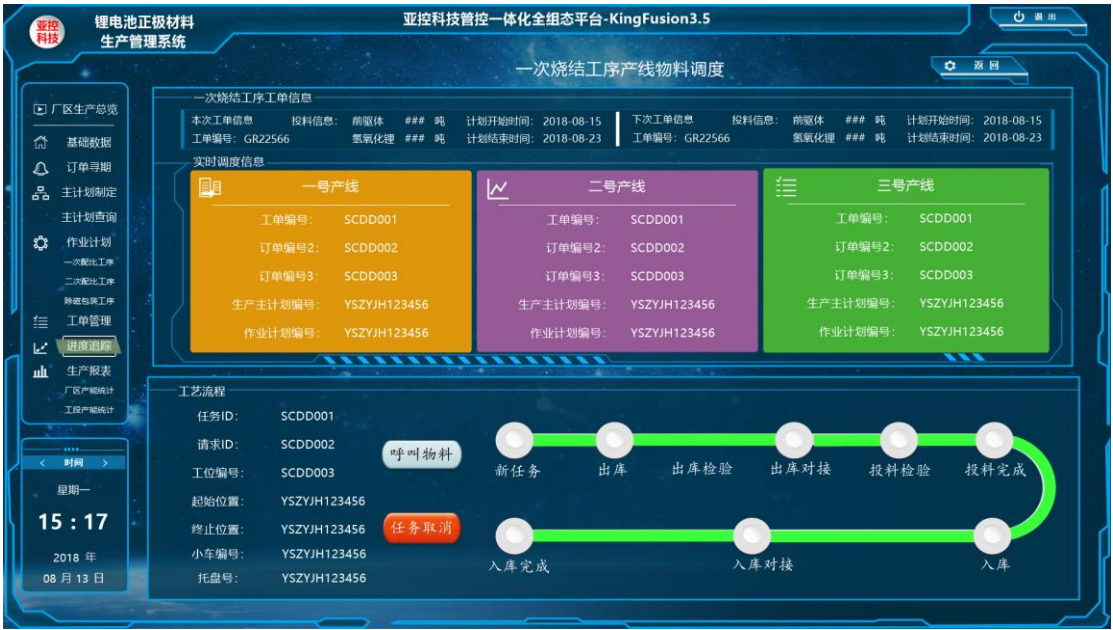 亚控科技
锂电池正极材料
生产管理系统
亚控科技管控一体化全组态平台-KingFusion3.5
退出
一次烧结工序产线物料调度
返回
厂区生产总览
基础数据
订单寻期
主计划制定
主计划查询
作业计划
一次配比工序
二次配比工序
除磁包装工序
工单管理
进度追踪
生产报表
厂区产能统计
工段产能统计
< 时间 >
星期一
15 : 17
2018 年
08 月 13 日
一次烧结工序工单信息
本次工单信息 投料信息: 前驱体 ### 吨 计划开始时间: 2018-08-15 下次工单信息 投料信息: 前驱体 ### 吨 计划开始时间: 2018-08-15
工单编号: GR22566 氢氧化锂 ### 吨 计划结束时间: 2018-08-23 工单编号: GR22566 氢氧化锂 ### 吨 计划结束时间: 2018-08-23
实时调度信息
一号产线
工单编号: SCDD001
订单编号2: SCDD002
订单编号3: SCDD003
生产主计划编号: YSZYJH123456
作业计划编号: YSZYJH123456
二号产线
工单编号: SCDD001
订单编号2: SCDD002
订单编号3: SCDD003
生产主计划编号: YSZYJH123456
作业计划编号: YSZYJH123456
三号产线
工单编号: SCDD001
订单编号2: SCDD002
订单编号3: SCDD003
生产主计划编号: YSZYJH123456
作业计划编号: YSZYJH123456
工艺流程
任务ID: SCDD001
请求ID: SCDD002
工位编号: SCDD003
起始位置: YSZYJH123456
终止位置: YSZYJH123456
小车编号: YSZYJH123456
托盘号: YSZYJH123456
呼叫物料
任务取消
新任务 出库 出库检验 出库对接 投料检验 投料完成
入库完成 入库对接 入库